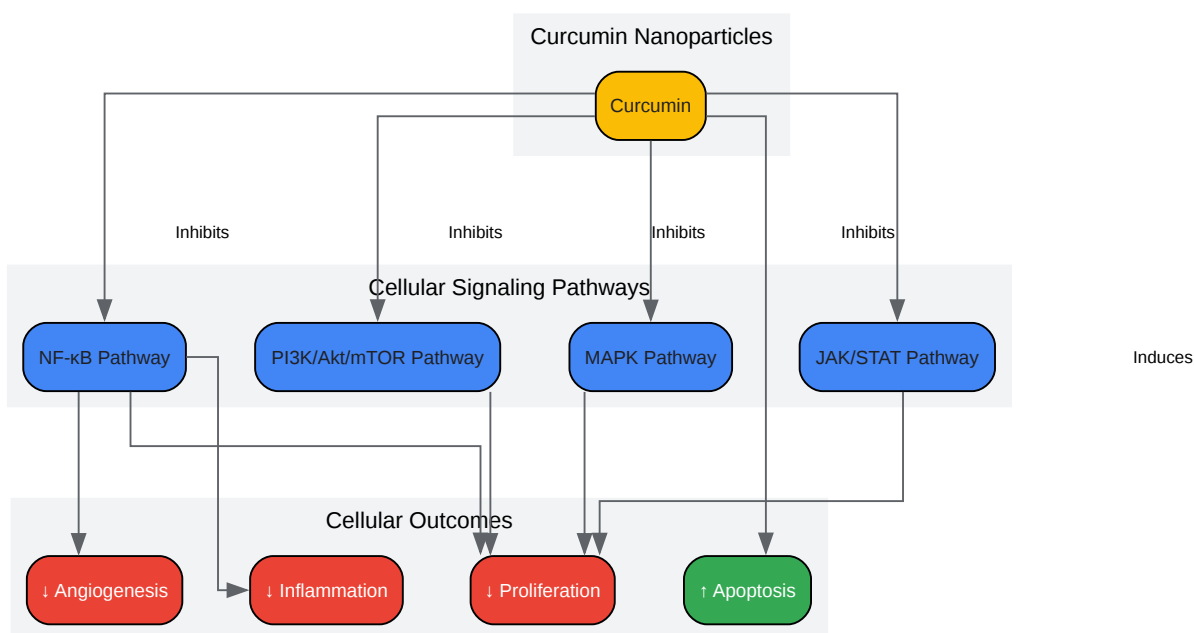 Curcumin Nanoparticles
Curcumin
Inhibits
Inhibits
Inhibits
Inhibits
Cellular Signaling Pathways
NF-κB Pathway
PI3K/Akt/mTOR Pathway
MAPK Pathway
JAK/STAT Pathway
Induces
Cellular Outcomes
↓ Angiogenesis
↓ Inflammation
↓ Proliferation
↑ Apoptosis